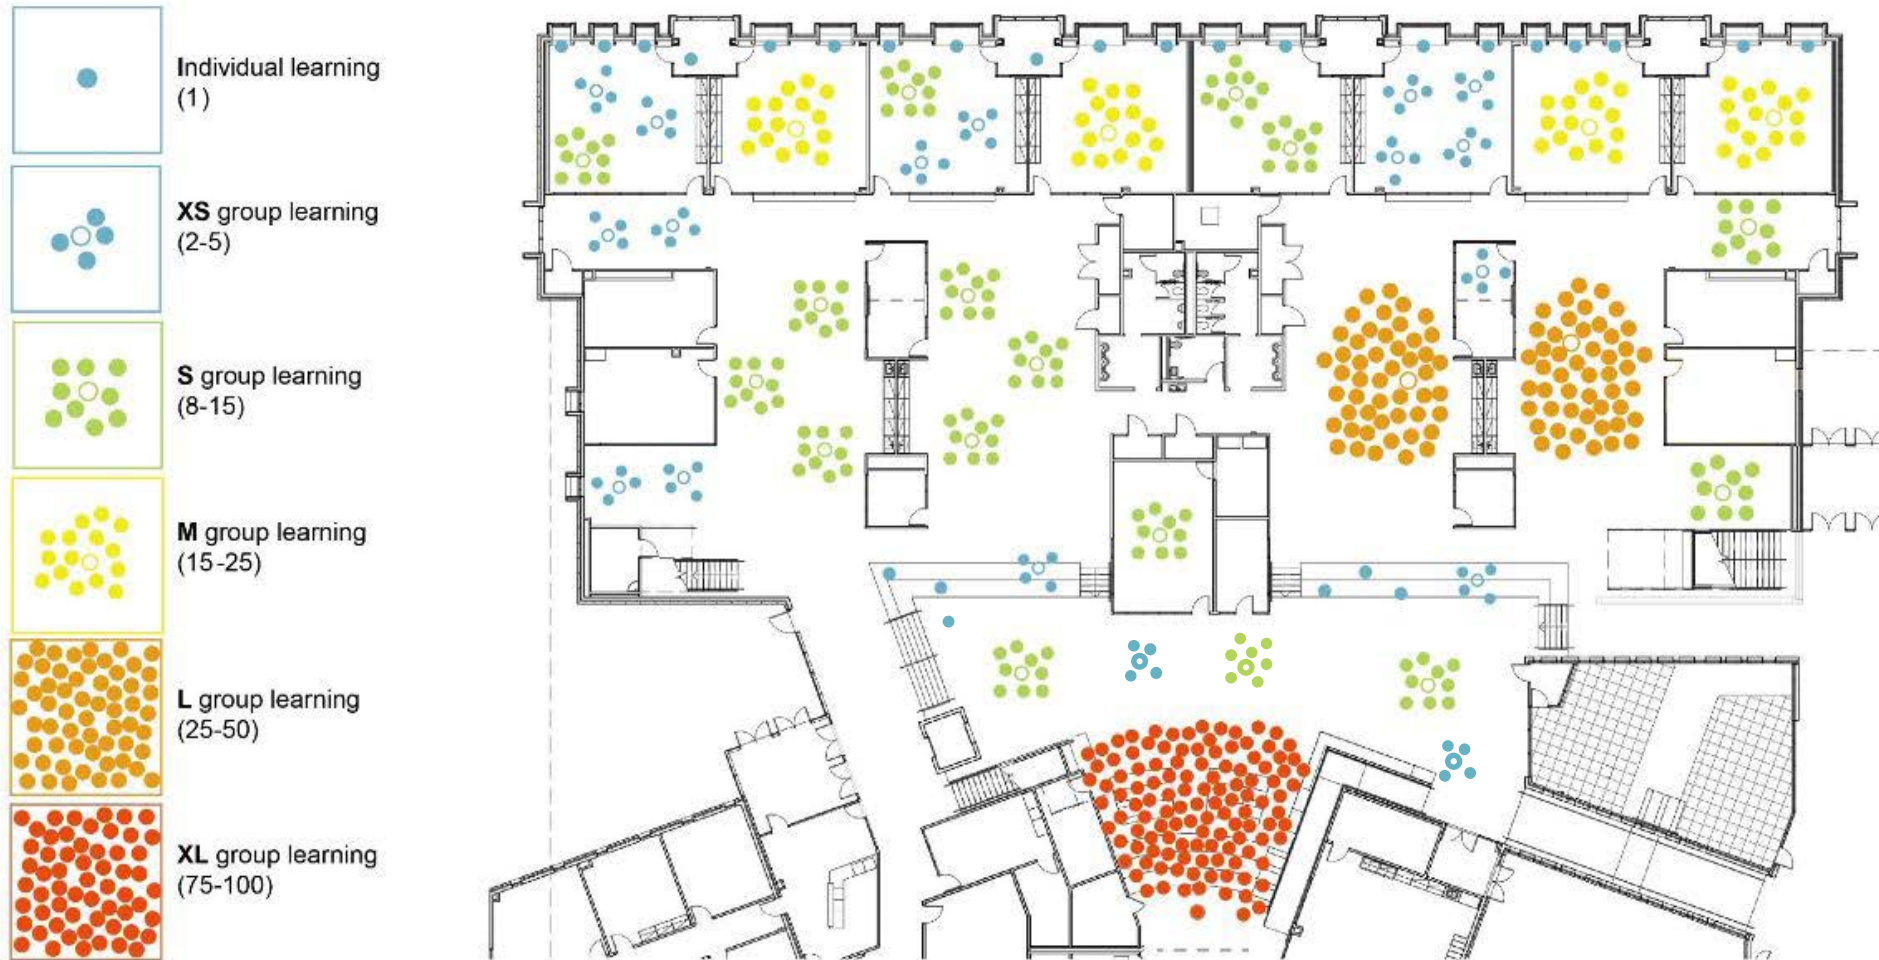 Individual learning
(1)
XS group learning
(2-5)
S group learning
(8-15)
M group learning
(15-25)
L group learning
(25-50)
XL group learning
(75-100)